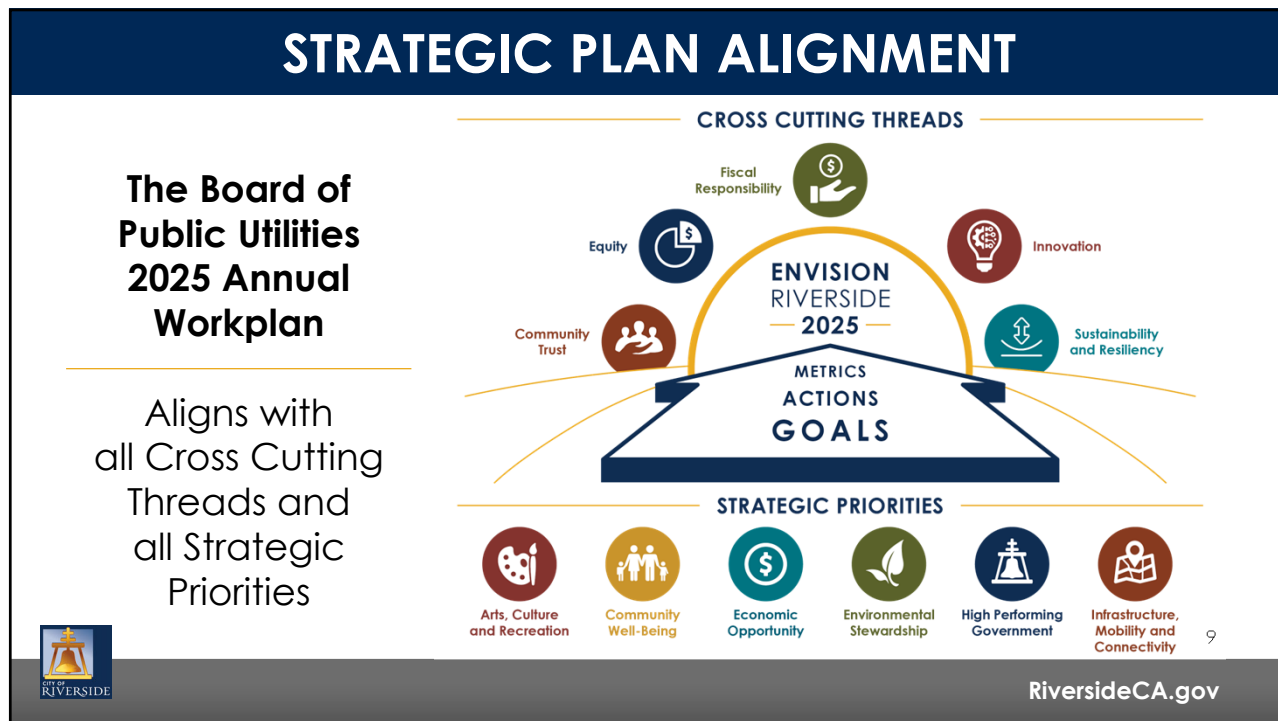 STRATEGIC PLAN ALIGNMENT
The Board of
Public Utilities
2025 Annual
Workplan
Aligns with
all Cross Cutting
Threads and
all Strategic
Priorities
CROSS CUTTING THREADS
Community
Trust
Equity
Fiscal
Responsibility
Innovation
Sustainability
and Resiliency
ENVISION
RIVERSIDE
2025
METRICS
ACTIONS
GOALS
STRATEGIC PRIORITIES
Arts, Culture
and Recreation
Community
Well-Being
Economic
Opportunity
Environmental
Stewardship
High Performing
Government
Infrastructure,
Mobility and
Connectivity
9
CITY OF
RIVERSIDE
RiversideCA.gov